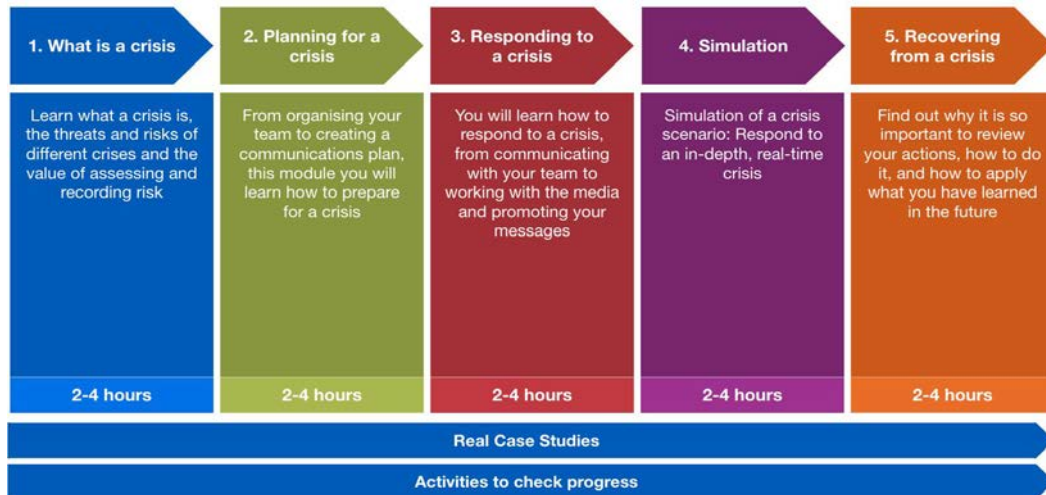 1. What is a crisis
2. Planning for a
crisis
3. Responding to
a crisis
4. Simulation
5. Recovering
from a crisis
Learn what a crisis is,
the threats and risks of
different crises and the
value of assessing and
recording risk
From organising your
team to creating a
communications plan,
this module you will
learn how to prepare
for a crisis
You will learn how to
respond to a crisis,
from communicating
with your team to
working with the media
and promoting your
messages
Simulation of a crisis
scenario: Respond to
an in-depth, real-time
crisis
Find out why it is so
important to review
your actions, how to do
it, and how to apply
what you have learned
in the future
2-4 hours
2-4 hours
2-4 hours
2-4 hours
2-4 hours
Real Case Studies
Activities to check progress